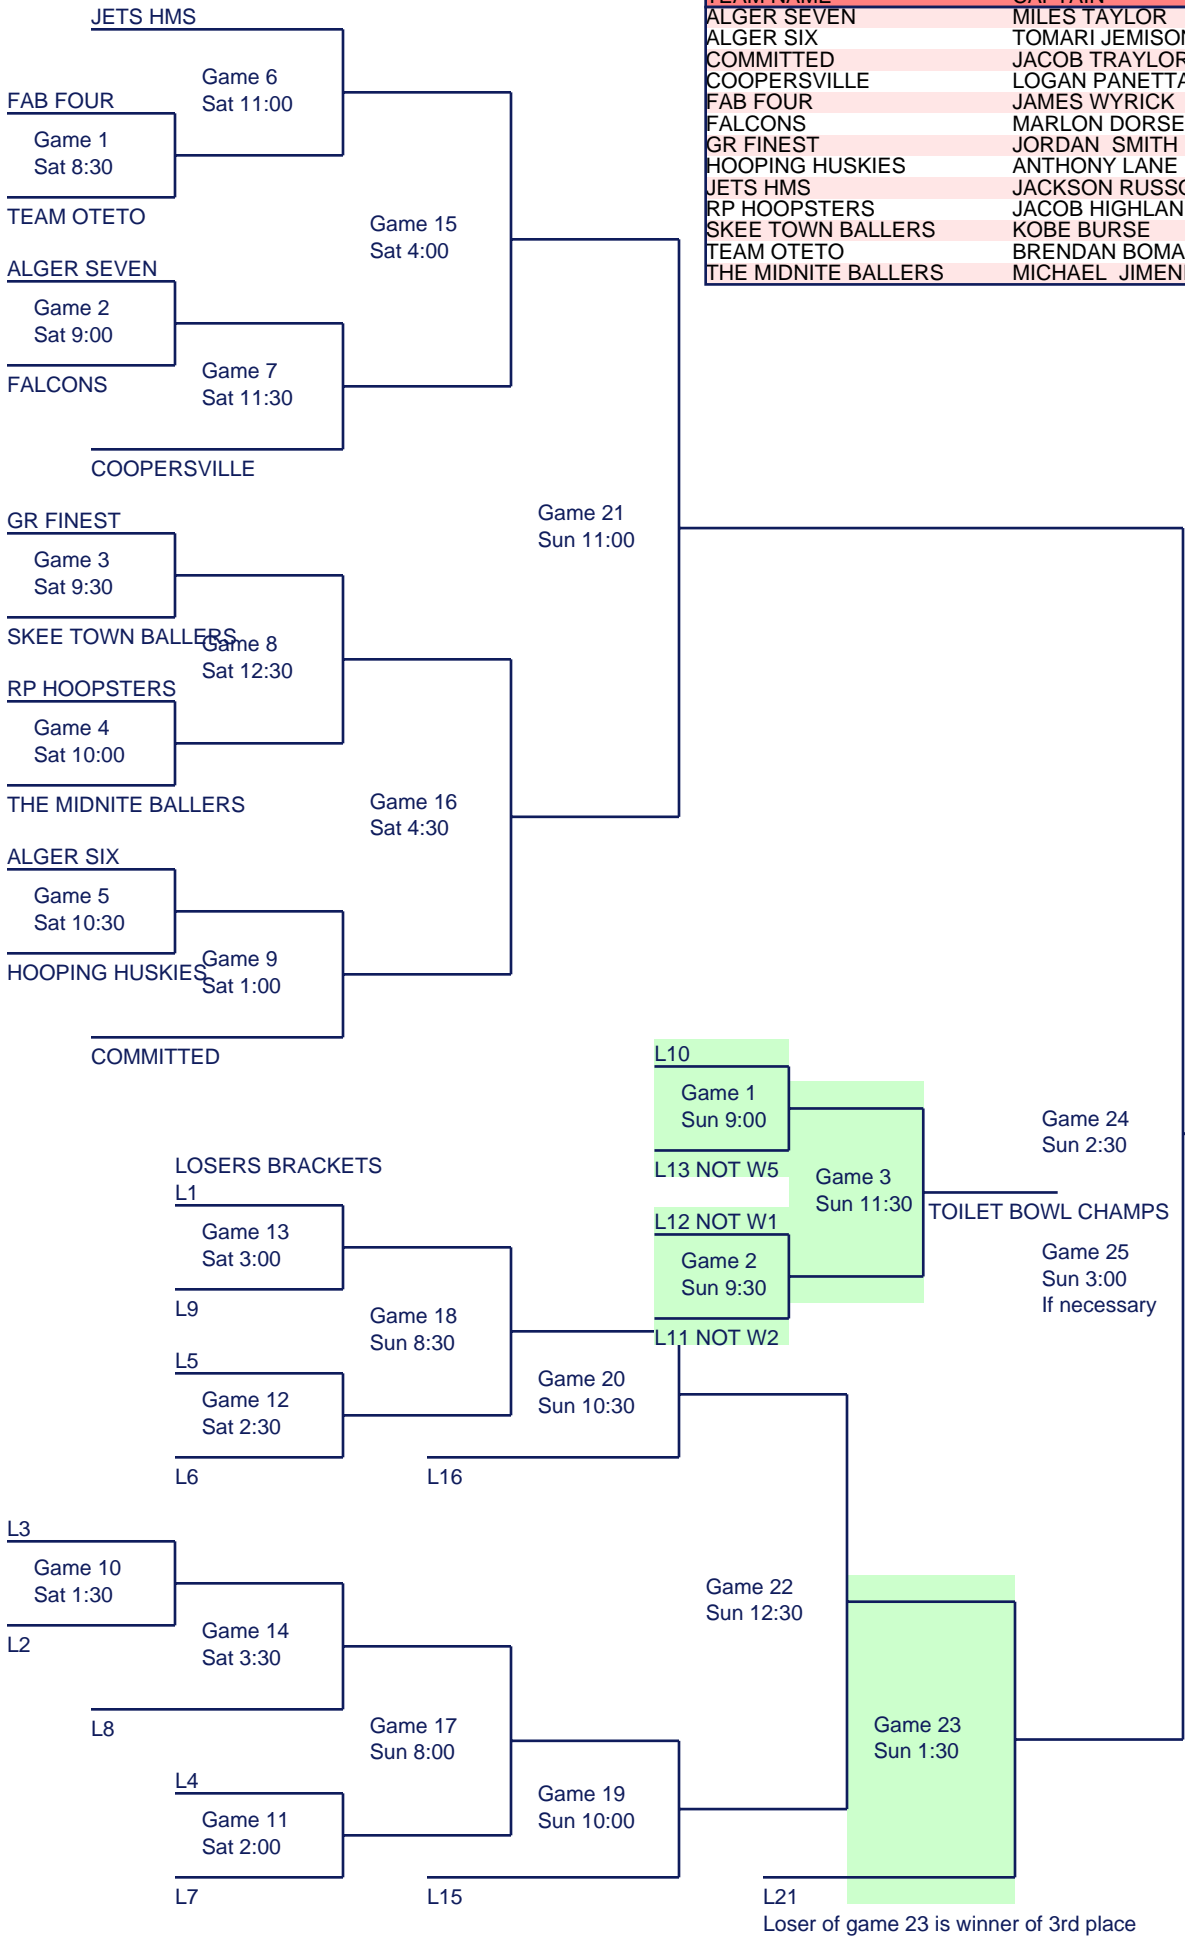 JETS HMS
Game 6
Sat 11:00
FAB FOUR
Game 1
Sat 8:30
TEAM OTETO
Game 15
Sat 4:00
ALGER SEVEN
Game 2
Sat 9:00
FALCONS
Game 7
Sat 11:30
COOPERSVILLE
ALGER SEVEN MILES TAYLOR
ALGER SIX TOMARI JEMISON
COMMITTED JACOB TRAYLOR
COOPERSVILLE LOGAN PANETTA
FAB FOUR JAMES WYRICK
FALCONS MARLON DORSE
GR FINEST JORDAN SMITH
HOOPING HUSKIES ANTHONY LANE
JETS HMS JACKSON RUSSO
RP HOOPSTERS JACOB HIGHLAN
SKEE TOWN BALLERS KOBE BURSE
TEAM OTETO BRENDAN BOMA
THE MIDNITE BALLERS MICHAEL JIMEN
GR FINEST
Game 3
Sat 9:30
SKEE TOWN BALLERS
Game 8
Sat 12:30
RP HOOPSTERS
Game 4
Sat 10:00
THE MIDNITE BALLERS
Game 21
Sun 11:00
Game 16
Sat 4:30
ALGER SIX
Game 5
Sat 10:30
HOOPING HUSKIES
Game 9
Sat 1:00
COMMITTED
L10
Game 1
Sun 9:00
L13 NOT W5
Game 3
Sun 11:30
L12 NOT W1
Game 2
Sun 9:30
L11 NOT W2
TOILET BOWL CHAMPS
Game 24
Sun 2:30
Game 25
Sun 3:00
If necessary
LOSERS BRACKETS
L1
Game 13
Sat 3:00
L9
Game 18
Sun 8:30
L5
Game 12
Sat 2:30
L6
Game 20
Sun 10:30
L16
L3
Game 10
Sat 1:30
L2
Game 14
Sat 3:30
L8
Game 17
Sun 8:00
L4
Game 11
Sat 2:00
L7
Game 19
Sun 10:00
L15
Game 22
Sun 12:30
Game 23
Sun 1:30
L21
Loser of game 23 is winner of 3rd place